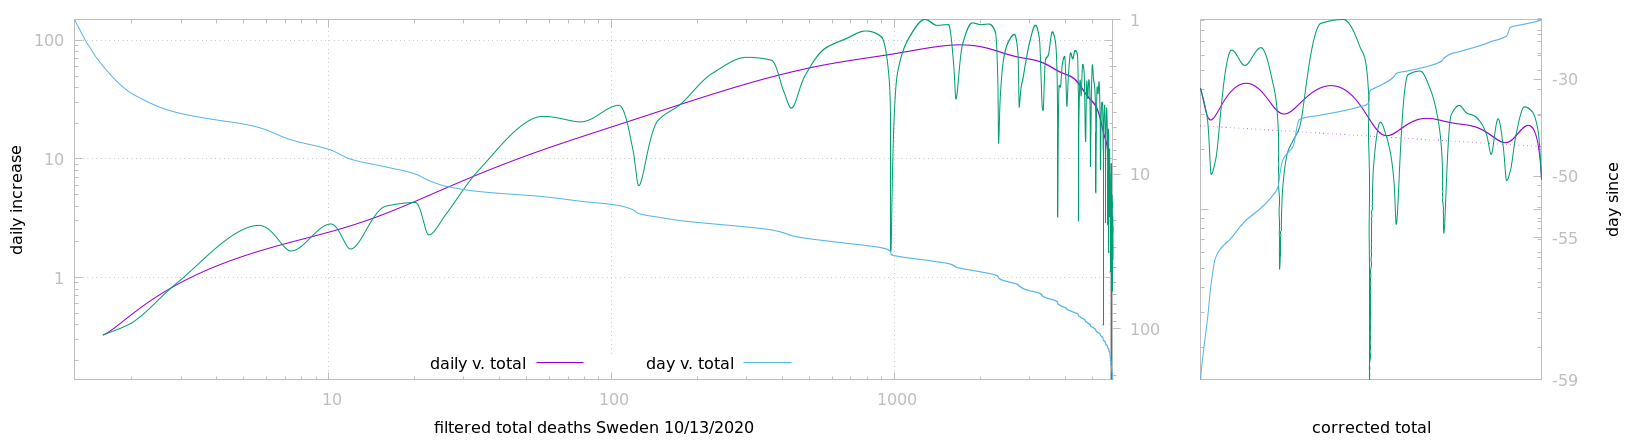 100
10
1
daily increase
10
100
1000
1
10
100
daily v. total
day v. total
filtered total deaths Sweden 10/13/2020
-30
-50
-55
-59
day since
corrected total